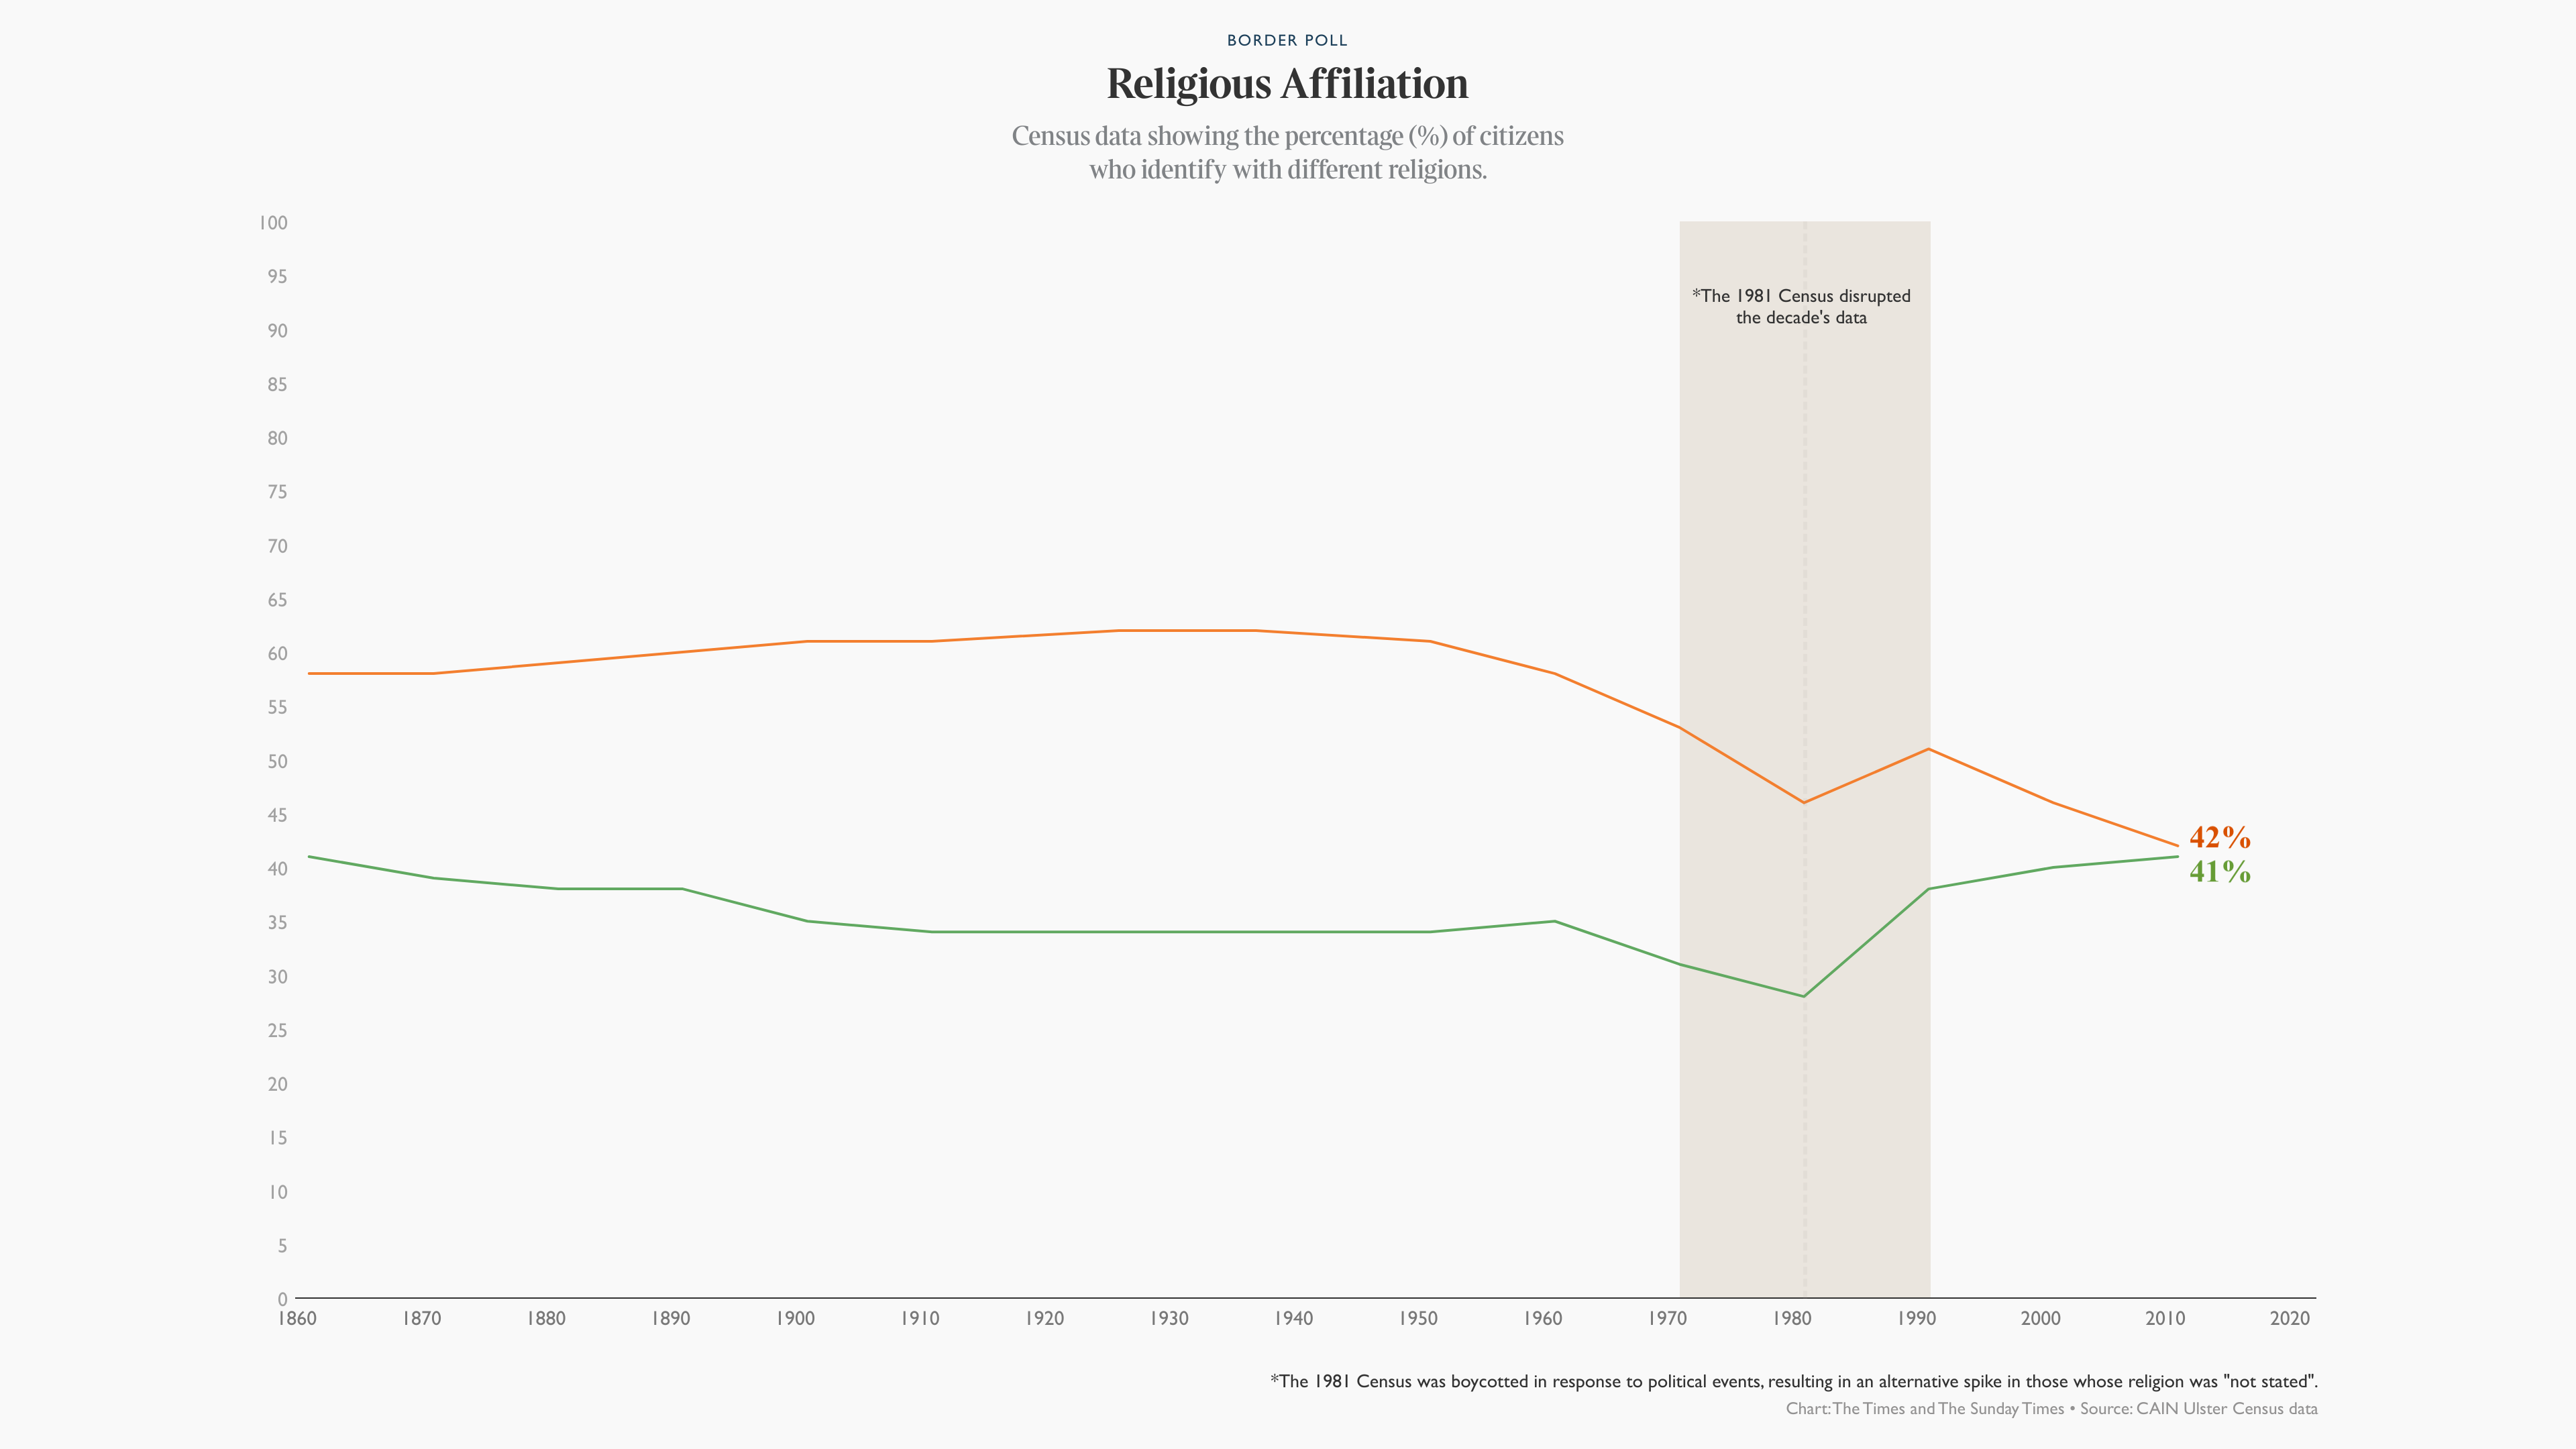 BORDER POLL
Religious Affiliation
Census data showing the percentage (%) of citizens
who identify with different religions.
100
95
90
85
80
75
70
65
60
55
50
45
40
35
30
25
20
15
10
5
0
*The 1981 Census disrupted
the decade's data
42%
41%
1860 1870 1880 1890 1900 1910 1920 1930 1940 1950 1960 1970 1980 1990 2000 2010 2020
*The 1981 Census was boycotted in response to political events, resulting in an alternative spike in those whose religion was "not stated".
Chart: The Times and The Sunday Times • Source: CAIN Ulster Census data